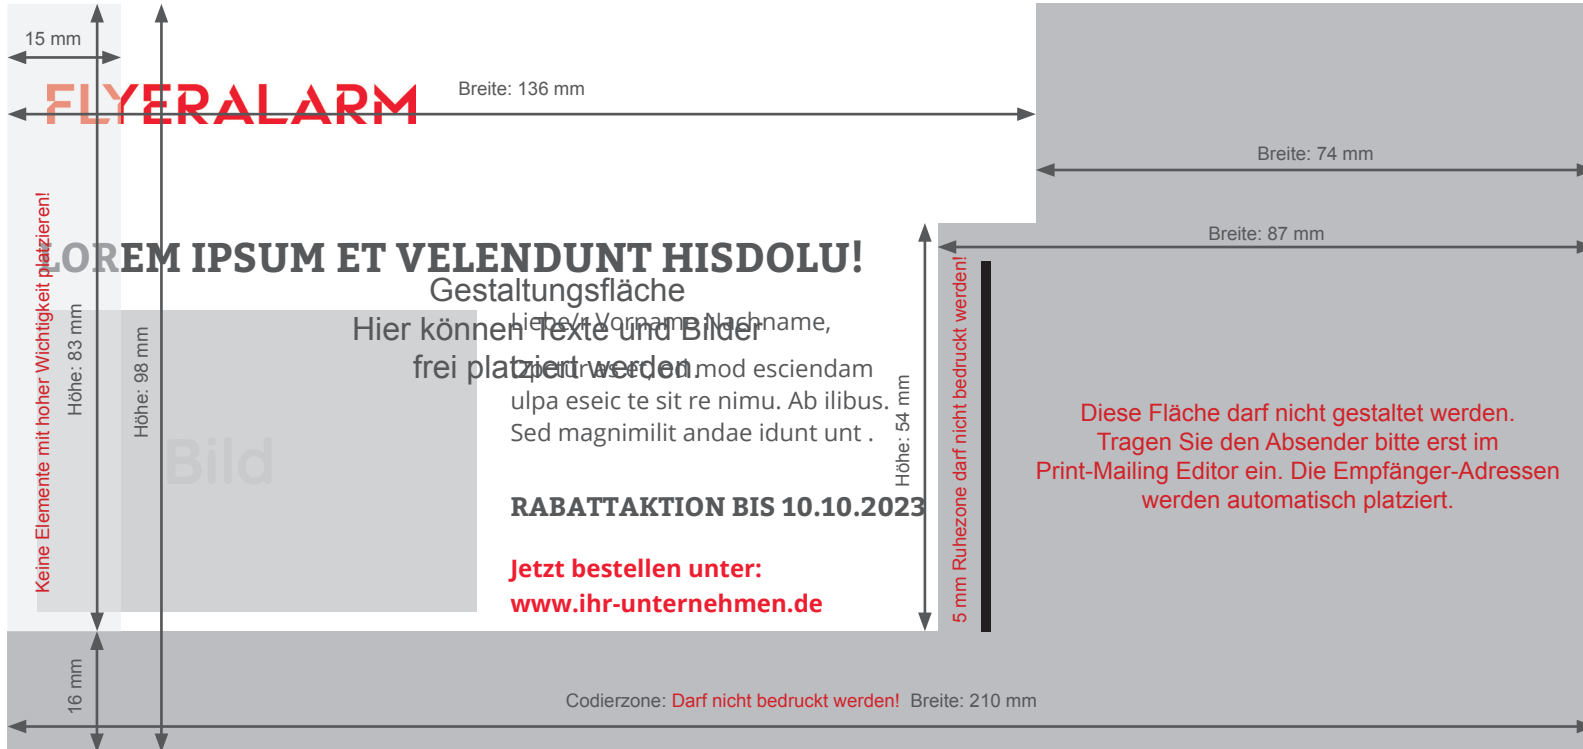 15 mm
FLYERALARM
Breite: 136 mm
Breite: 74 mm
Breite: 87 mm
Keine Elemente mit hoher Wichtigkeit platzieren!
Höhe: 83 mm
Höhe: 98 mm
LOREM IPSUM ET VELENDUNT HISDOLU!
Gestaltungsfläche
Hier können Texte und Bilder
frei platziert werden.
Liebe/r Vorname Nachname,
mod esciendam
ulpa eseic te sit re nimu. Ab ilibus.
Sed magnimilit andae idunt unt .
Bild
RABATTAKTION BIS 10.10.2023
Jetzt bestellen unter:
www.ihr-unternehmen.de
Höhe: 54 mm
5 mm Ruhezone darf nicht bedruckt werden!
Diese Fläche darf nicht gestaltet werden.
Tragen Sie den Absender bitte erst im
Print-Mailing Editor ein. Die Empfänger-Adressen
werden automatisch platziert.
16 mm
Codierzone: Darf nicht bedruckt werden! Breite: 210 mm